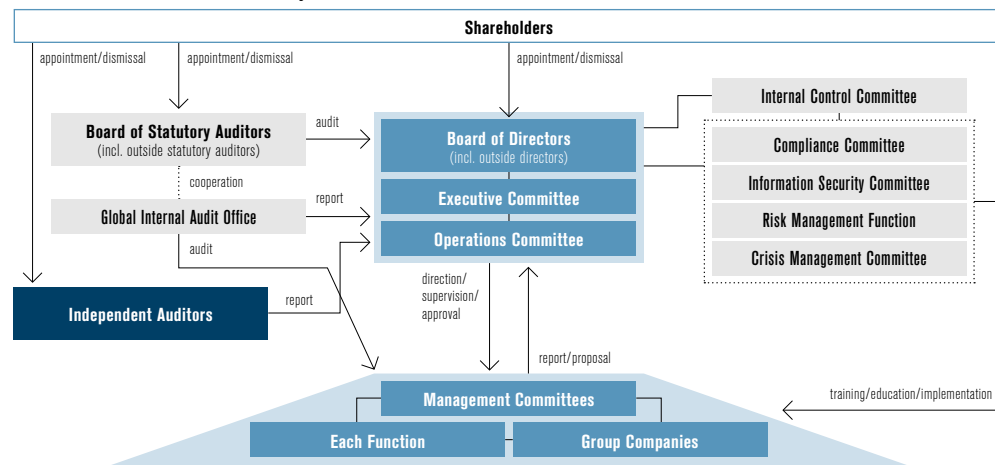 Shareholders
appointment/dismissal
appointment/dismissal
appointment/dismissal
Internal Control Committee
Board of Statutory Auditors
(incl. outside statutory auditors)
audit
Board of Directors
(incl. outside directors)
Compliance Committee
cooperation
Information Security Committee
Executive Committee
Global Internal Audit Office
report
Risk Management Function
Operations Committee
audit
Crisis Management Committee
direction/
supervision/
approval
Independent Auditors
report
report/proposal
training/education/implementation
Management Committees
Each Function
Group Companies